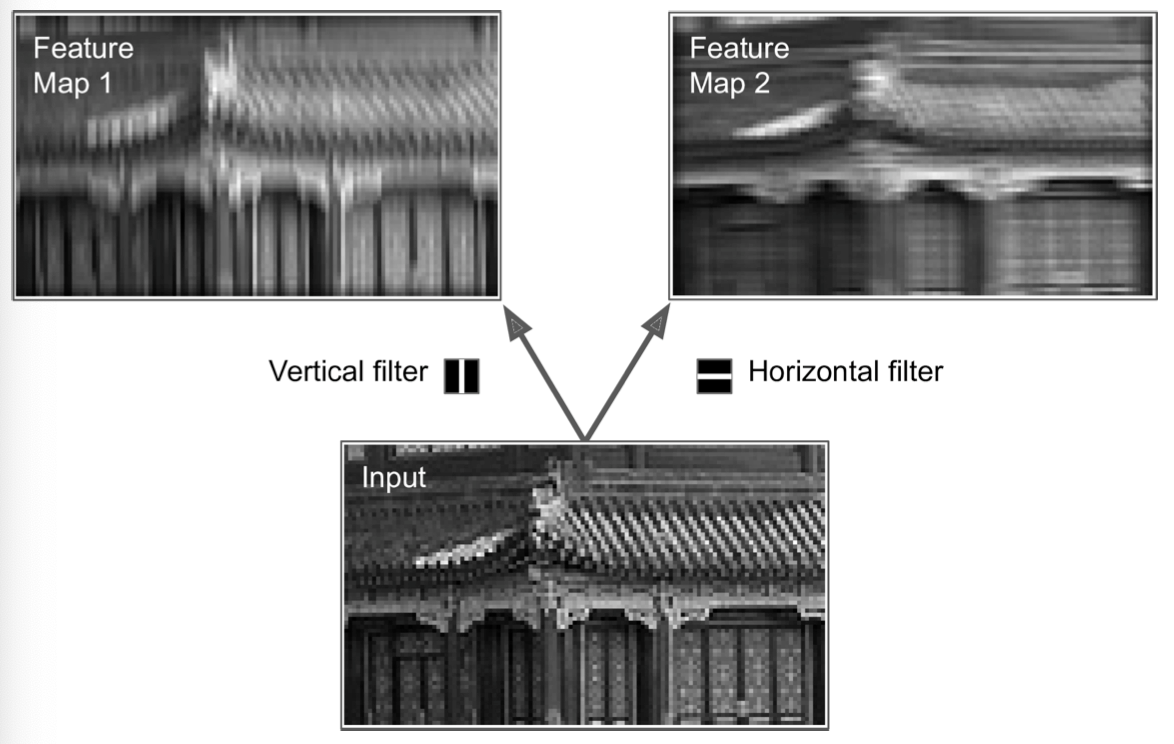 Feature
Map 1
Feature
Map 2
Vertical filter
Horizontal filter
Input